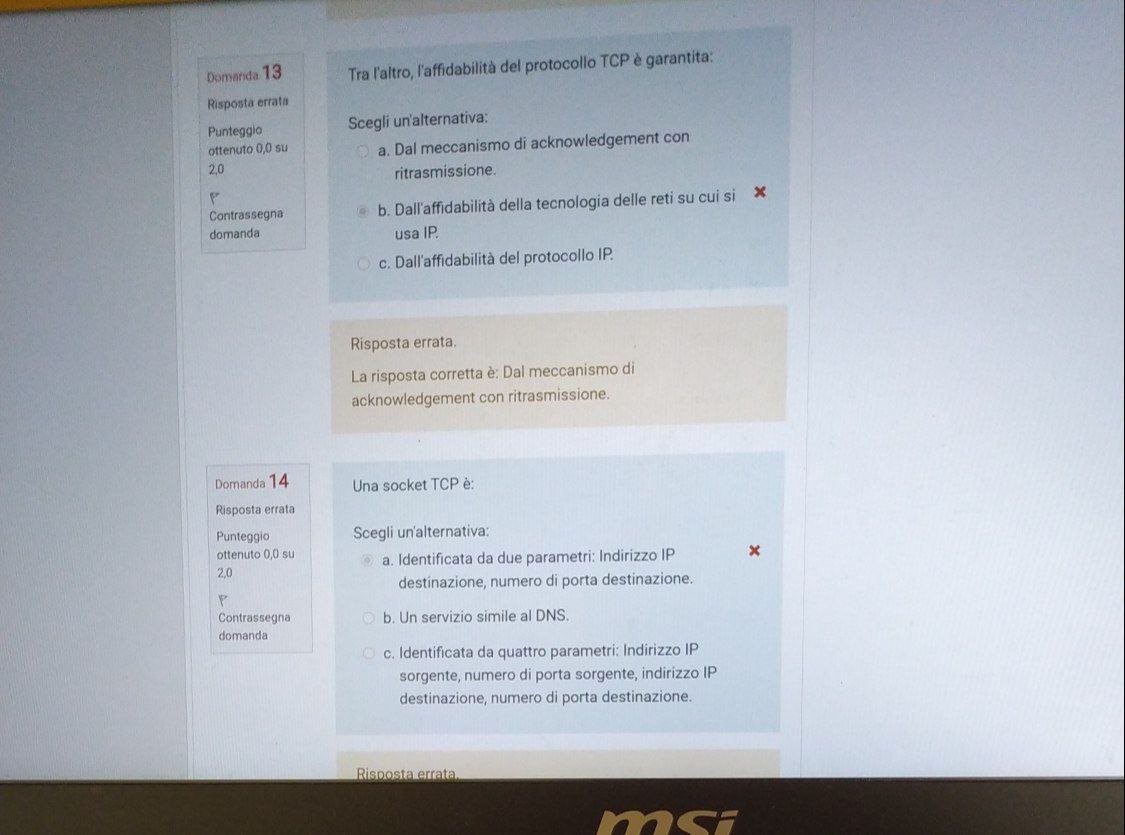 Domanda 13
Risposta errata
Punteggio
ottenuto 0,0 su
2,0
Contrassegna
domanda
Tra l'altro, l'affidabilità del protocollo TCP è garantita:
Scegli un'alternativa:
a. Dal meccanismo di acknowledgement con
ritrasmissione.
b. Dall'affidabilità della tecnologia delle reti su cui si
usa IP.
c. Dall'affidabilità del protocollo IP.
Risposta errata.
La risposta corretta è: Dal meccanismo di
acknowledgement con ritrasmissione.
Domanda 14
Risposta errata
Punteggio
ottenuto 0,0 su
2,0
Contrassegna
domanda
Una socket TCP è:
Scegli un'alternativa:
a. Identificata da due parametri: Indirizzo IP
destinazione, numero di porta destinazione.
b. Un servizio simile al DNS.
c. Identificata da quattro parametri: Indirizzo IP
sorgente, numero di porta sorgente, indirizzo IP
destinazione, numero di porta destinazione.
Risposta errata.
msi